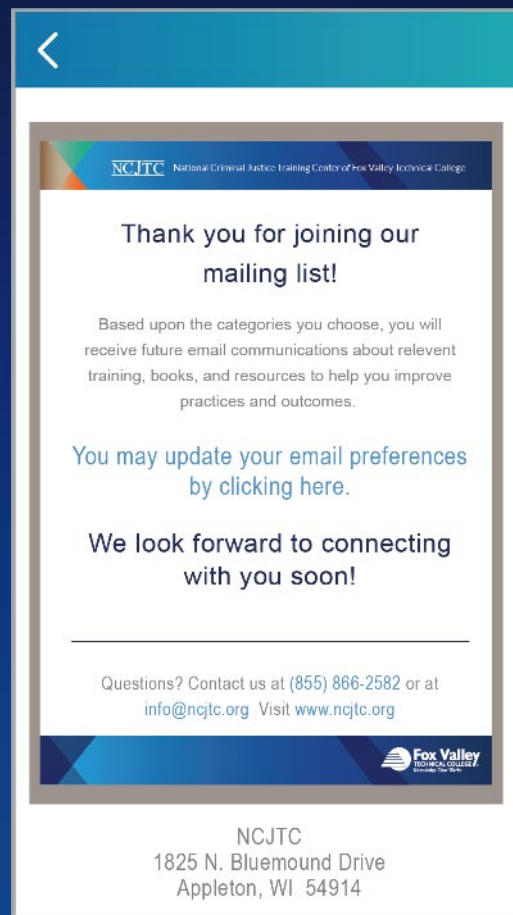 NCJTC National Criminal Justice Training Center of Fox Valley Technical College
Thank you for joining our
mailing list!
Based upon the categories you choose, you will
receive future email communications about relevent
training, books, and resources to help you improve
practices and outcomes.
You may update your email preferences
by clicking here.
We look forward to connecting
with you soon!
Questions? Contact us at (855) 866-2582 or at
info@ncjtc.org Visit www.ncjtc.org
Fox Valley
TECHNICAL COLLEGE
Knowledge That Works
NCJTC
1825 N. Bluemound Drive
Appleton, WI 54914